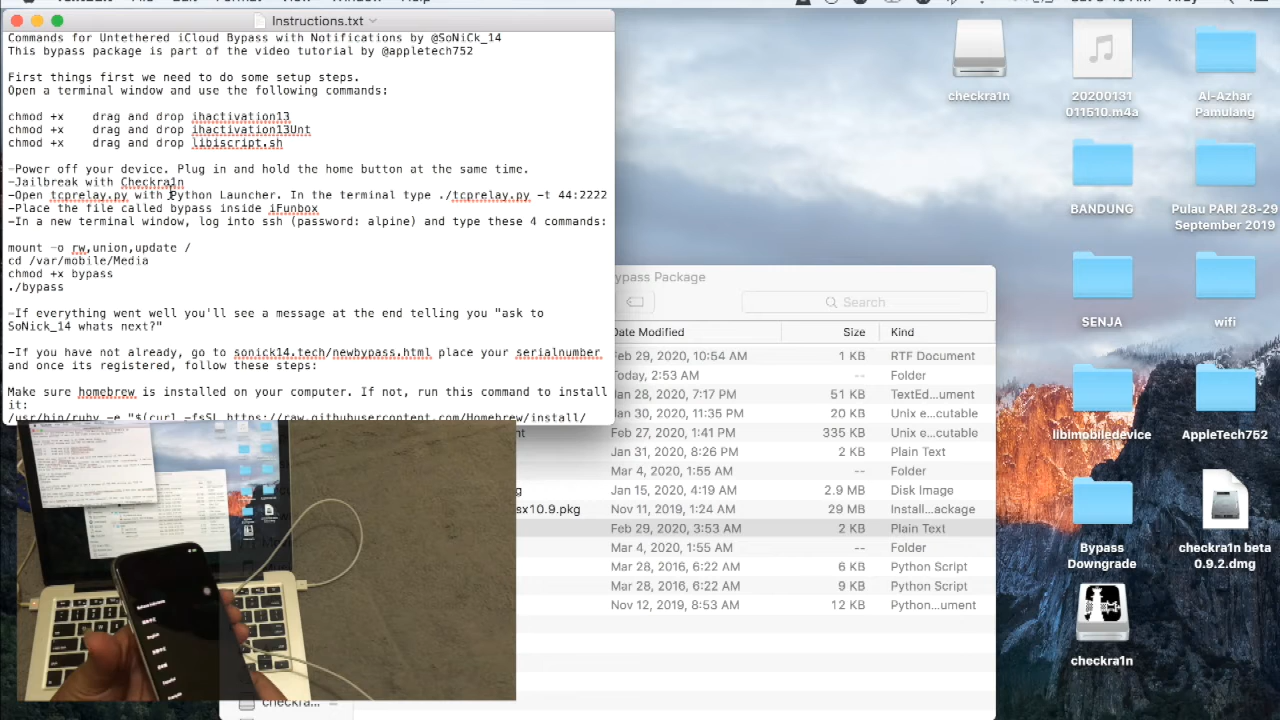 Instructions.txt
Commands for Untethered iCloud Bypass with Notifications by @SoNiCk_14
This bypass package is part of the video tutorial by @appletech752
First things first we need to do some setup steps.
Open a terminal window and use the following commands:
chmod +x    drag and drop ihactivation13
chmod +x    drag and drop ihactivation13Unt
chmod +x    drag and drop libiscript.sh
-Power off your device. Plug in and hold the home button at the same time.
-Jailbreak with Checkra1n
-Open tcprelay.py with Python Launcher. In the terminal type ./tcprelay.py -t 44:2222
-Place the file called bypass inside iFunbox
-In a new terminal window, log into ssh (password: alpine) and type these 4 commands:
mount -o rw,union,update /
cd /var/mobile/Media
chmod +x bypass
./bypass
-If everything went well you'll see a message at the end telling you "ask to
SoNick_14 whats next?"
-If you have not already, go to sonick14.tech/newbypass.html place your serialnumber
and once its registered, follow these steps:
Make sure homebrew is installed on your computer. If not, run this command to install
it:
/usr/bin/ruby -e "$(curl -fsSL https://raw.githubusercontent.com/Homebrew/install/
ypass Package
Search
Date Modified Size Kind
Feb 29, 2020, 10:54 AM 1 KB RTF Document
Today, 2:53 AM -- Folder
Jan 28, 2020, 7:17 PM 51 KB TextEd...ument
Jan 30, 2020, 11:35 PM 20 KB Unix e...cutable
Feb 27, 2020, 1:41 PM 335 KB Unix e...cutable
Jan 31, 2020, 8:26 PM 2 KB Plain Text
Mar 4, 2020, 1:55 AM -- Folder
Jan 15, 2020, 4:19 AM 2.9 MB Disk Image
sx10.9.pkg Nov 11, 2019, 1:24 AM 29 MB Install...ackage
Feb 29, 2020, 3:53 AM 2 KB Plain Text
Mar 4, 2020, 1:55 AM -- Folder
Mar 28, 2016, 6:22 AM 6 KB Python Script
Mar 28, 2016, 6:22 AM 9 KB Python Script
Nov 12, 2019, 8:53 AM 12 KB Python...ument
checkra...
checkra1n
20200131
011510.m4a
Al-Azhar
Pamulang
BANDUNG
Pulau PARI 28-29
September 2019
SENJA
wifi
libimobiledevice
AppleTech752
Bypass
Downgrade
checkra1n beta
0.9.2.dmg
checkra1n